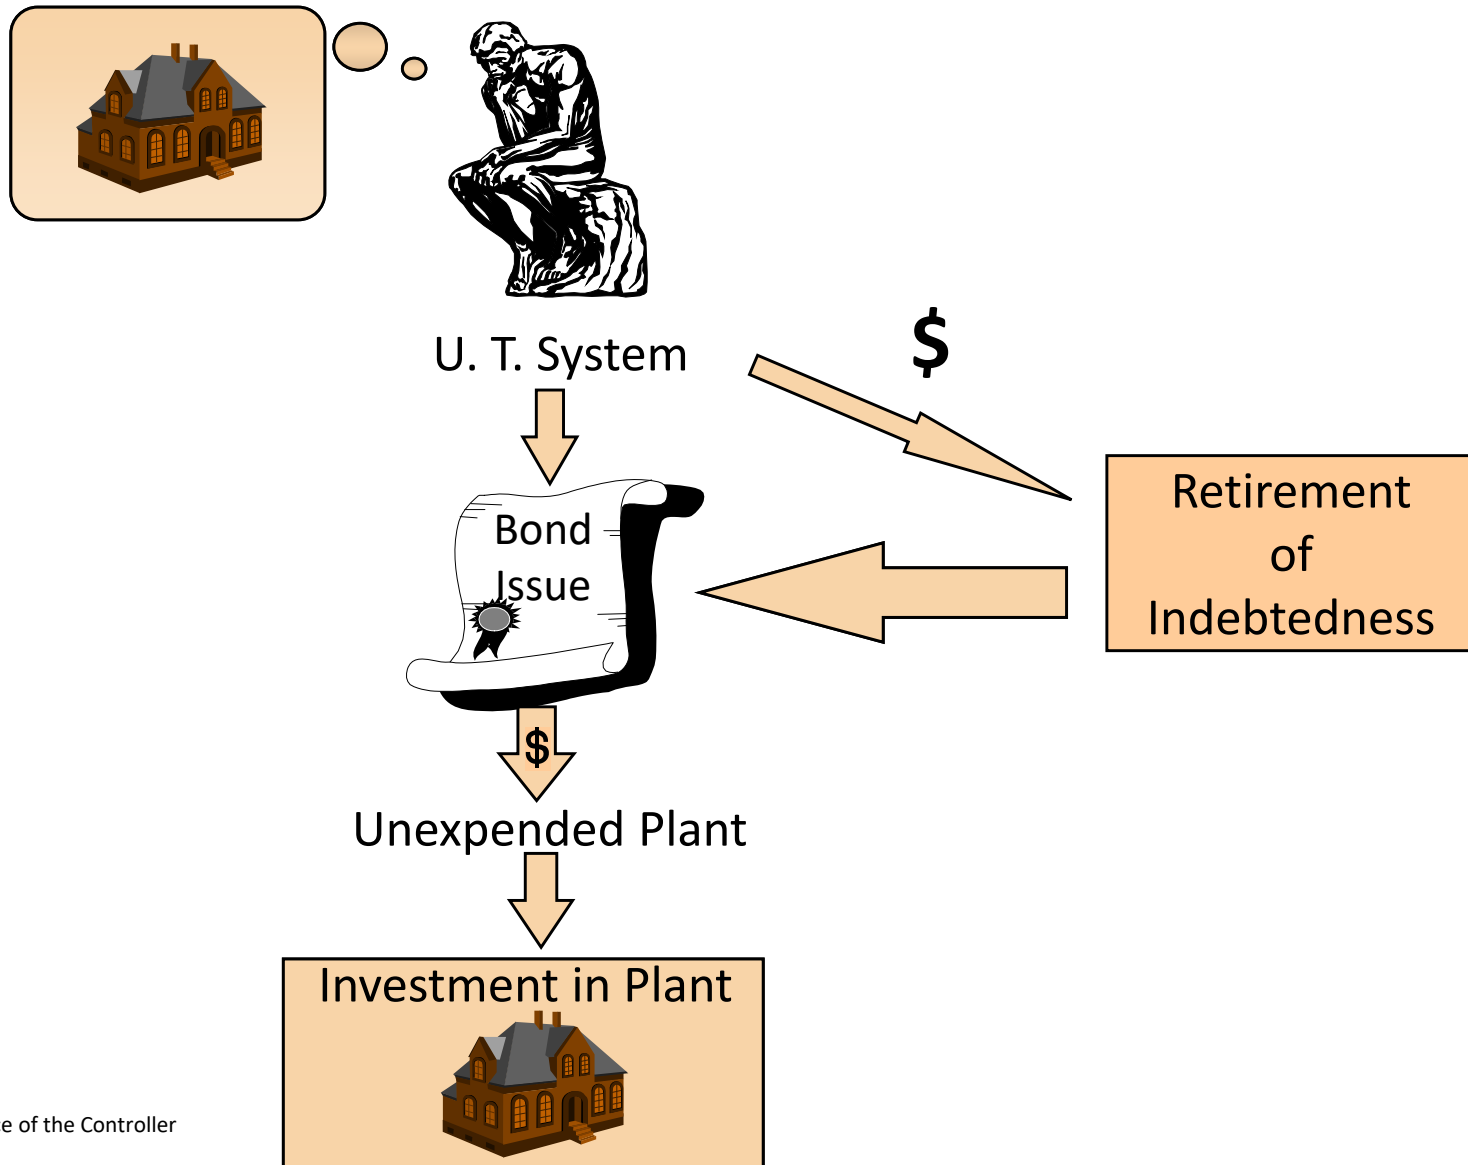 $
U. T. System
Bond
Issue
Retirement
of
Indebtedness
$
Unexpended Plant
Investment in Plant
of the Controller